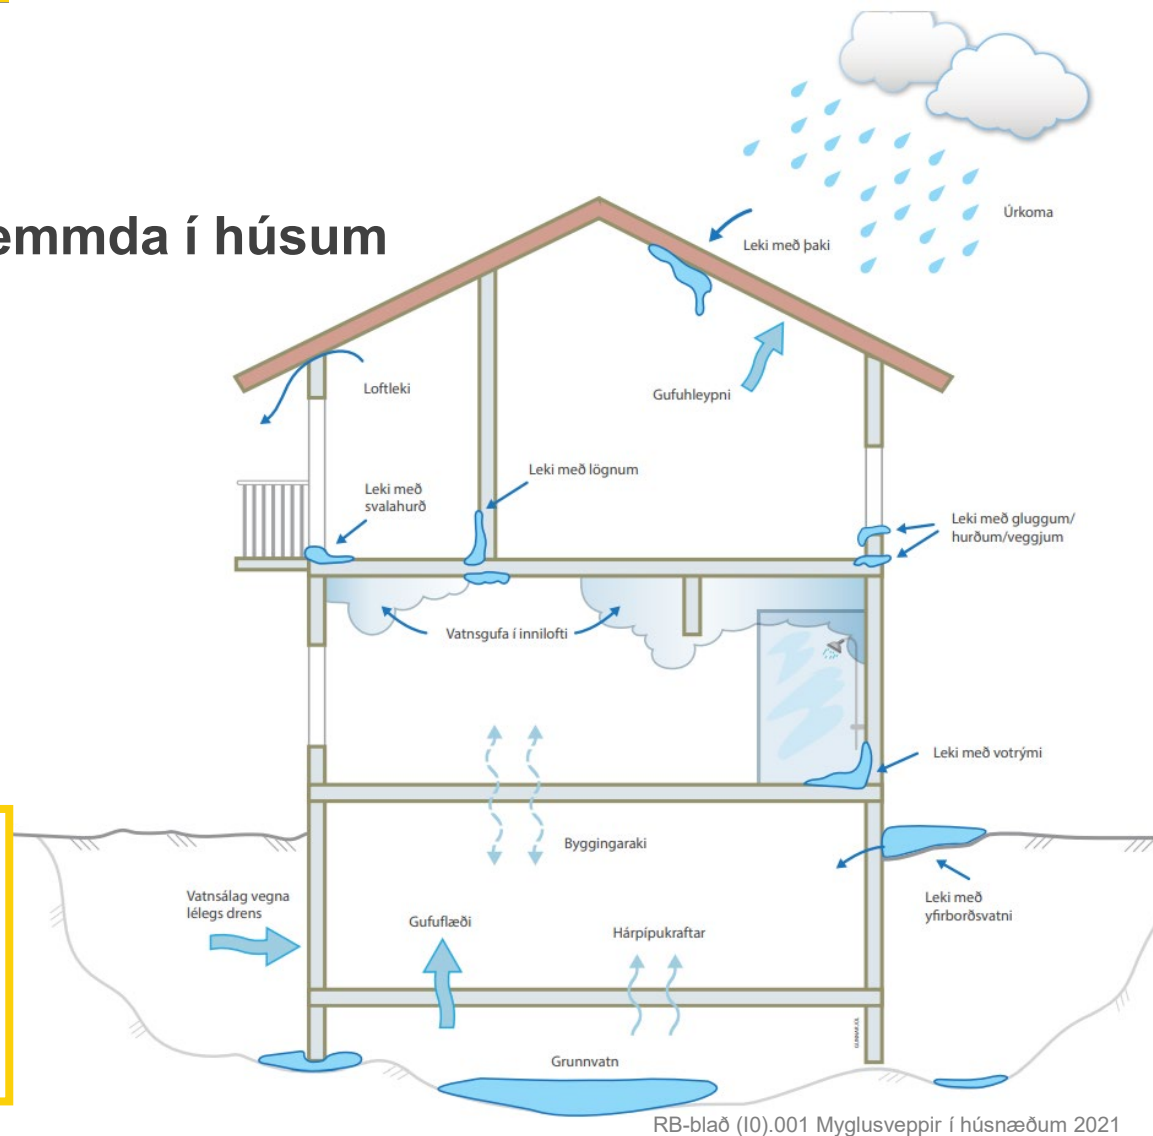 Úrkoma
emmda í húsum
Leki með þaki
Loftleki
Gufuhleypni
Leki með lögnum
Leki með
svalahurð
Leki með gluggum/
hurðum/veggjum
Vatnsgufa í innilofti
Leki með votrými
Byggingaraki
Vatnsálag vegna
lélegs drens
Leki með
yfirborðsvatni
Gufuflæði
Hárpípukraftar
Grunnvatn
RB-blað (I0).001 Myglusveppir í húsnæðum 2021